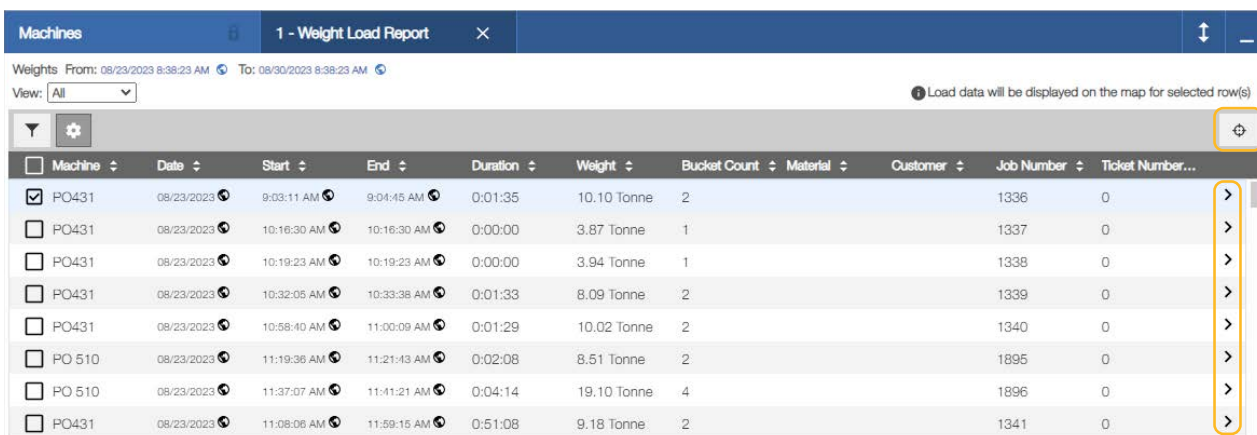 Machines 1 - Weight Load Report
Weights From: 08/23/2023 8:38:23 AM To: 08/30/2023 8:38:23 AM
View: All Load data will be displayed on the map for selected row(s)
Machine Date Start End Duration Weight Bucket Count Material Customer Job Number Ticket Number...
PO431 08/23/2023 9:03:11 AM 9:04:45 AM 0:01:35 10.10 Tonne 2 1336 0
PO431 08/23/2023 10:16:30 AM 10:16:30 AM 0:00:00 3.87 Tonne 1 1337 0
PO431 08/23/2023 10:19:23 AM 10:19:23 AM 0:00:00 3.94 Tonne 1 1338 0
PO431 08/23/2023 10:32:05 AM 10:33:38 AM 0:01:33 8.09 Tonne 2 1339 0
PO431 08/23/2023 10:58:40 AM 11:00:09 AM 0:01:29 10.02 Tonne 2 1340 0
PO 510 08/23/2023 11:19:36 AM 11:21:43 AM 0:02:08 8.51 Tonne 2 1895 0
PO 510 08/23/2023 11:37:07 AM 11:41:21 AM 0:04:14 19.10 Tonne 4 1896 0
PO431 08/23/2023 11:08:06 AM 11:59:15 AM 0:51:08 9.18 Tonne 2 1341 0